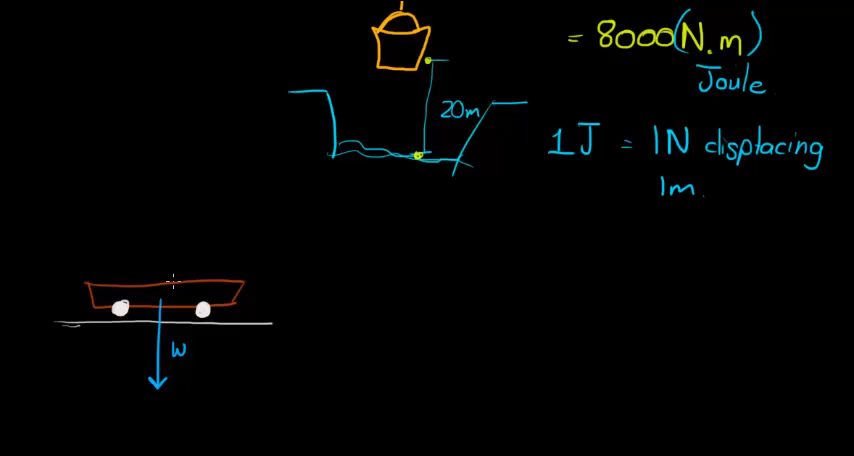 = 8000(N.m)
Joule
20m
1J = 1N displacing
1m.
W